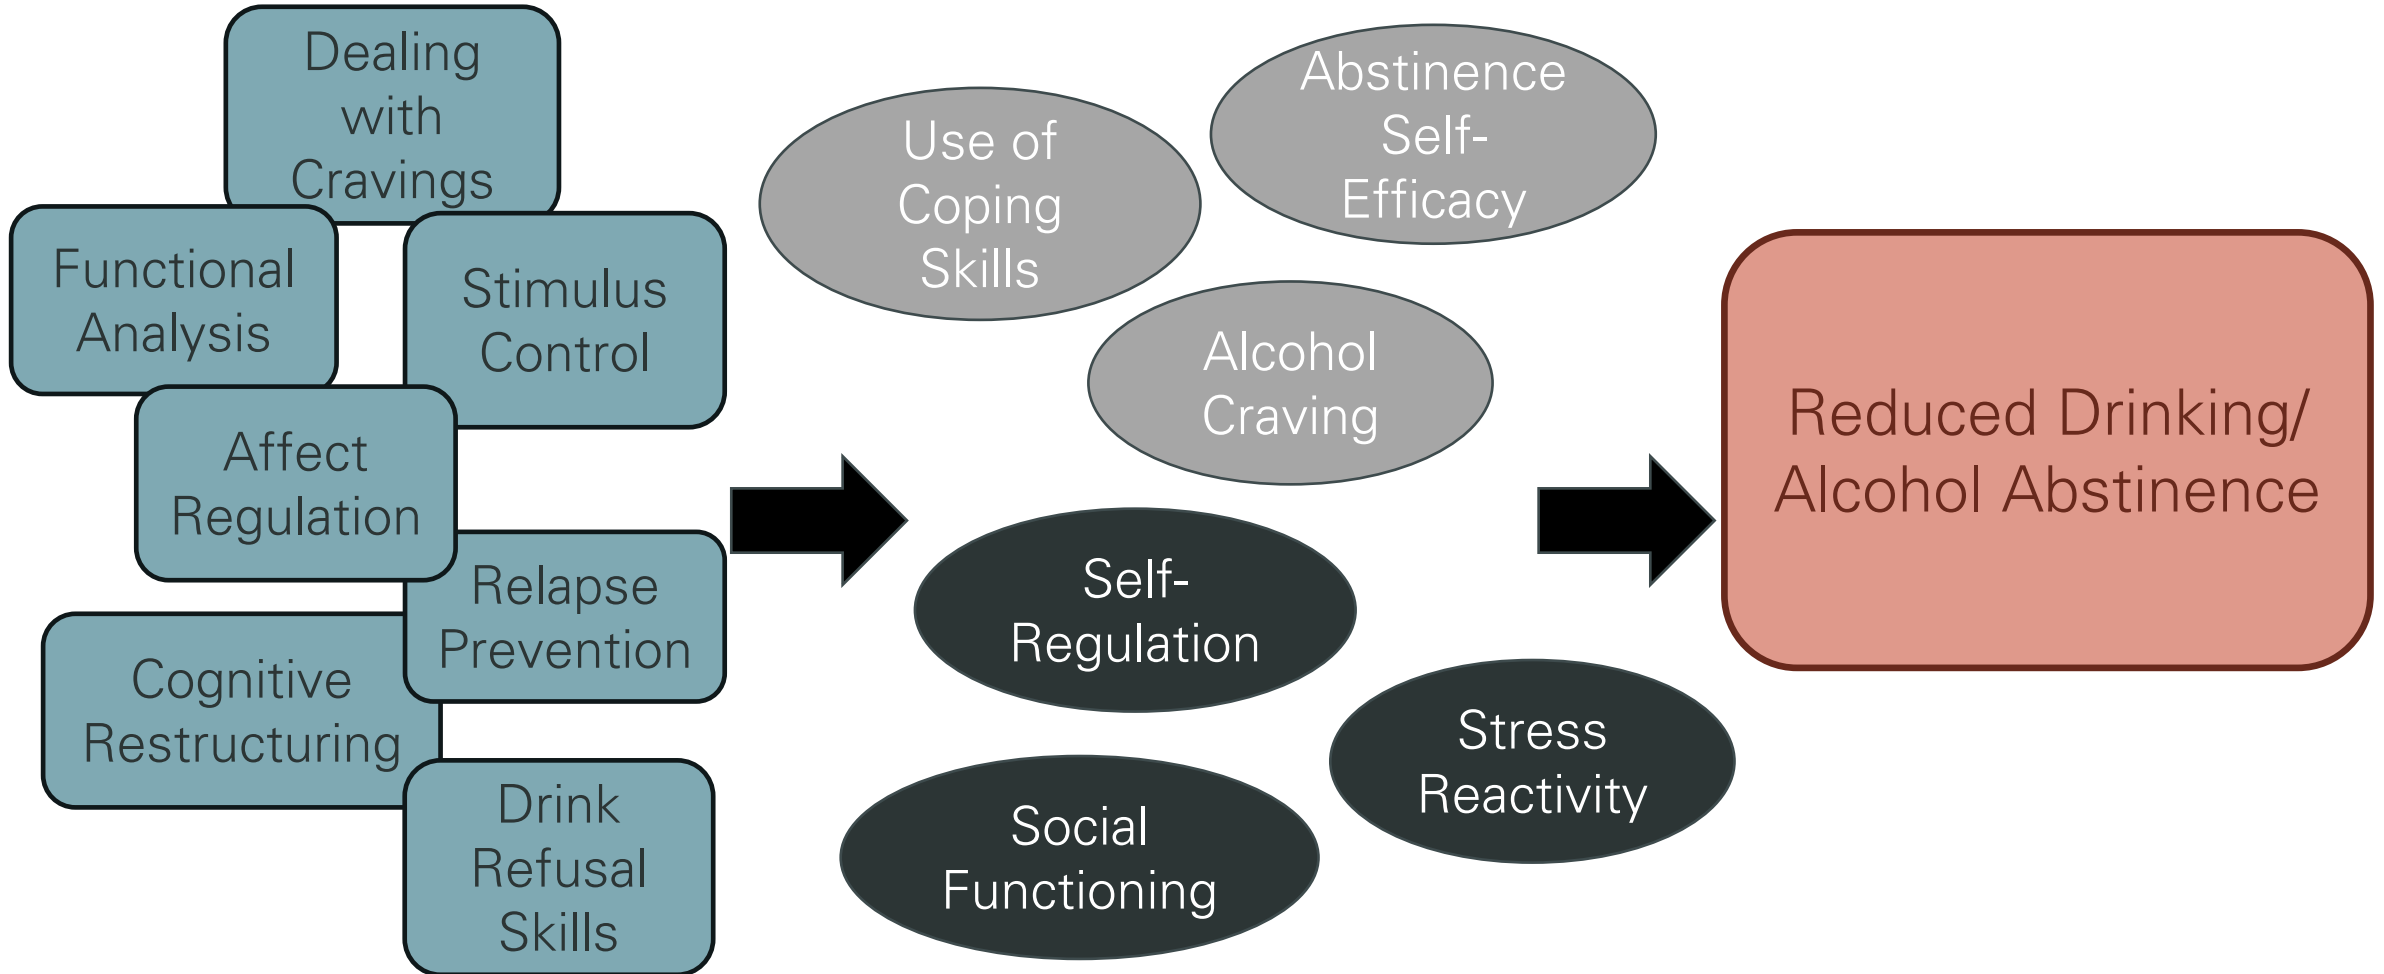 Dealing
with
Cravings
Functional
Analysis
Stimulus
Control
Affect
Regulation
Relapse
Prevention
Cognitive
Restructuring
Drink
Refusal
Skills
Use of
Coping
Skills
Abstinence
Self-
Efficacy
Alcohol
Craving
Self-
Regulation
Stress
Reactivity
Social
Functioning
Reduced Drinking/
Alcohol Abstinence